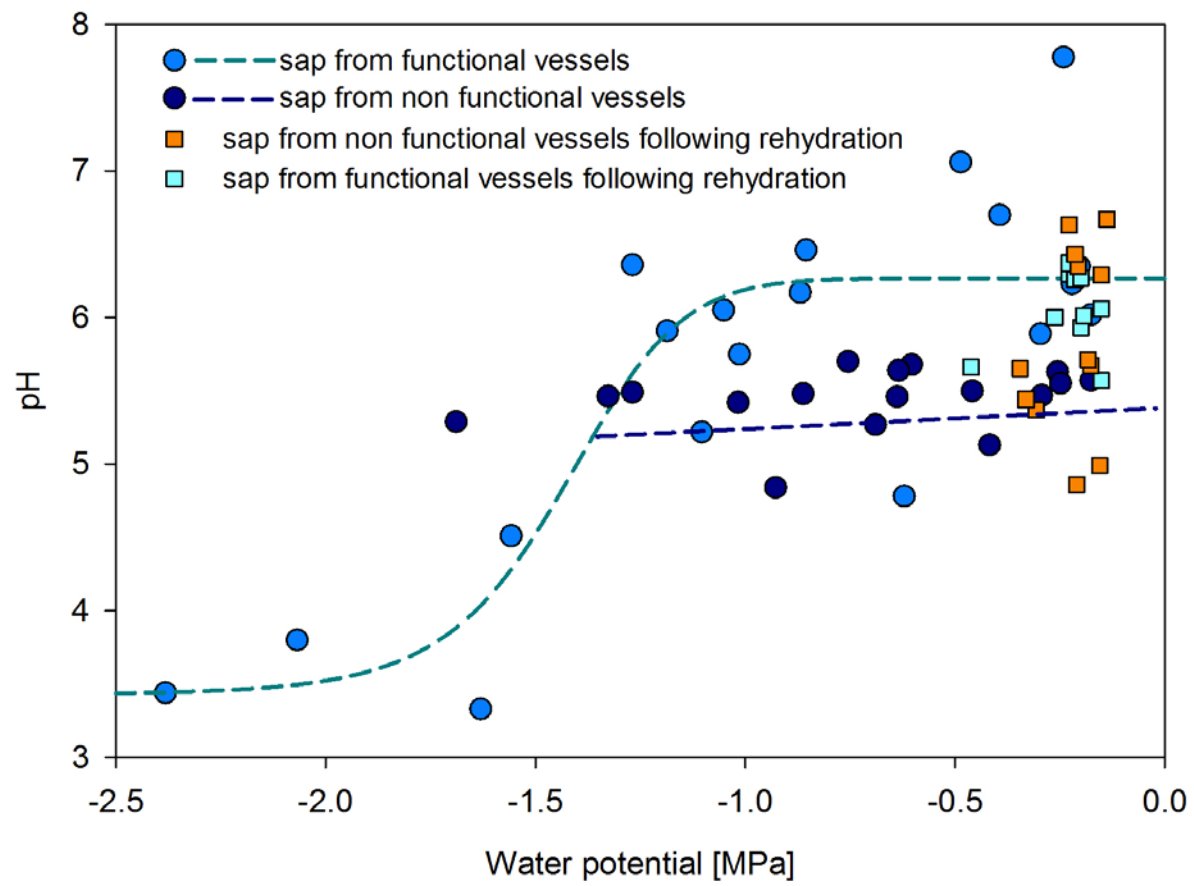 8
sap from functional vessels
sap from non functional vessels
sap from non functional vessels following rehydration
sap from functional vessels following rehydration
7
6
pH
5
4
3
-2.5 -2.0 -1.5 -1.0 -0.5 0.0
Water potential [MPa]